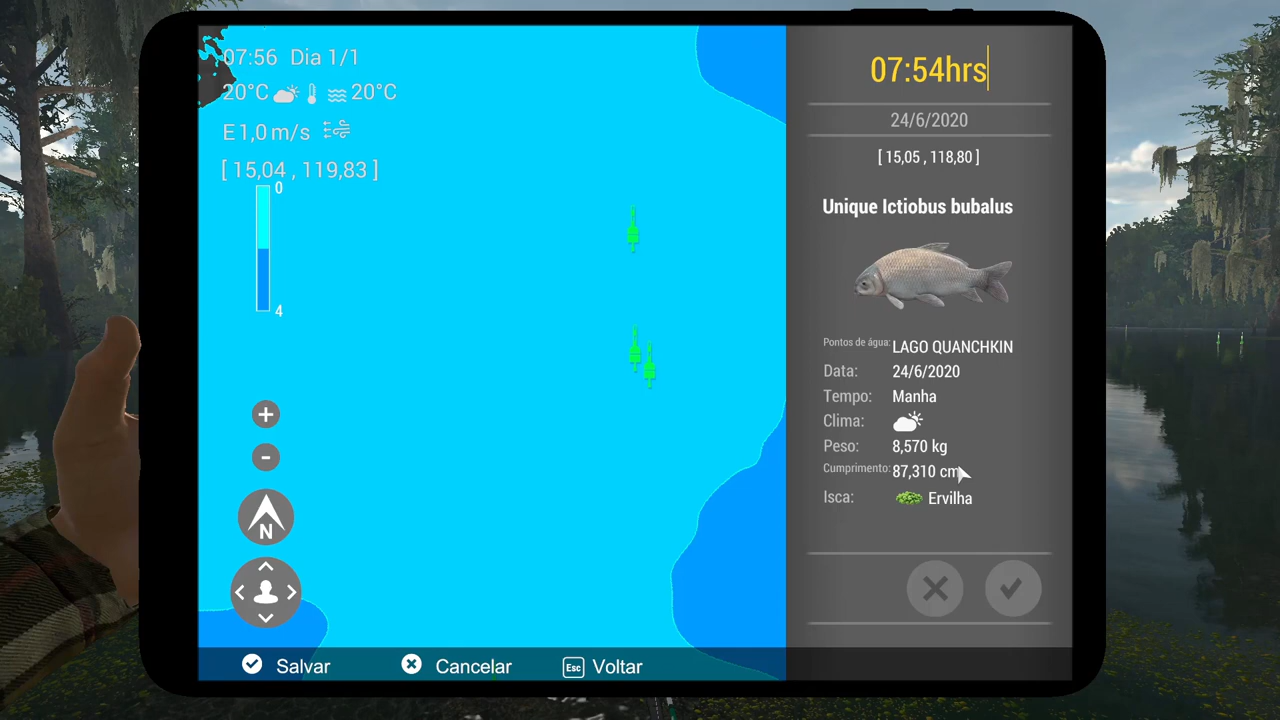 07:56 Dia 1/1
20°C 20°C
E 1,0 m/s
[ 15,04 , 119,83 ]
0
4
+
-
N
Salvar
Cancelar
Esc Voltar
07:54hrs
24/6/2020
[ 15,05 , 118,80 ]
Unique Ictiobus bubalus
Pontos de água: LAGO QUANCHKIN
Data: 24/6/2020
Tempo: Manha
Clima:
Peso: 8,570 kg
Cumprimento: 87,310 cm
Isca: Ervilha